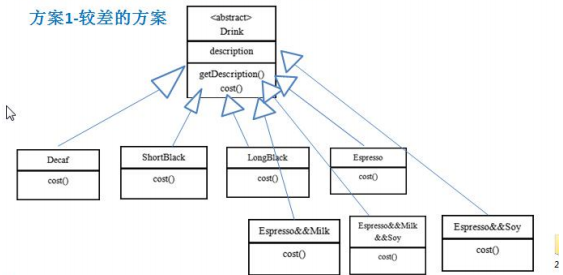 方案1-较差的方案
<abstract>
Drink
description
getDescription()
cost()
Decaf
cost()
ShortBlack
cost()
LongBlack
cost()
Espresso
cost()
Espresso&&Milk
cost()
Espresso&&Milk
&&Soy
cost()
Espresso&&Soy
cost()
2